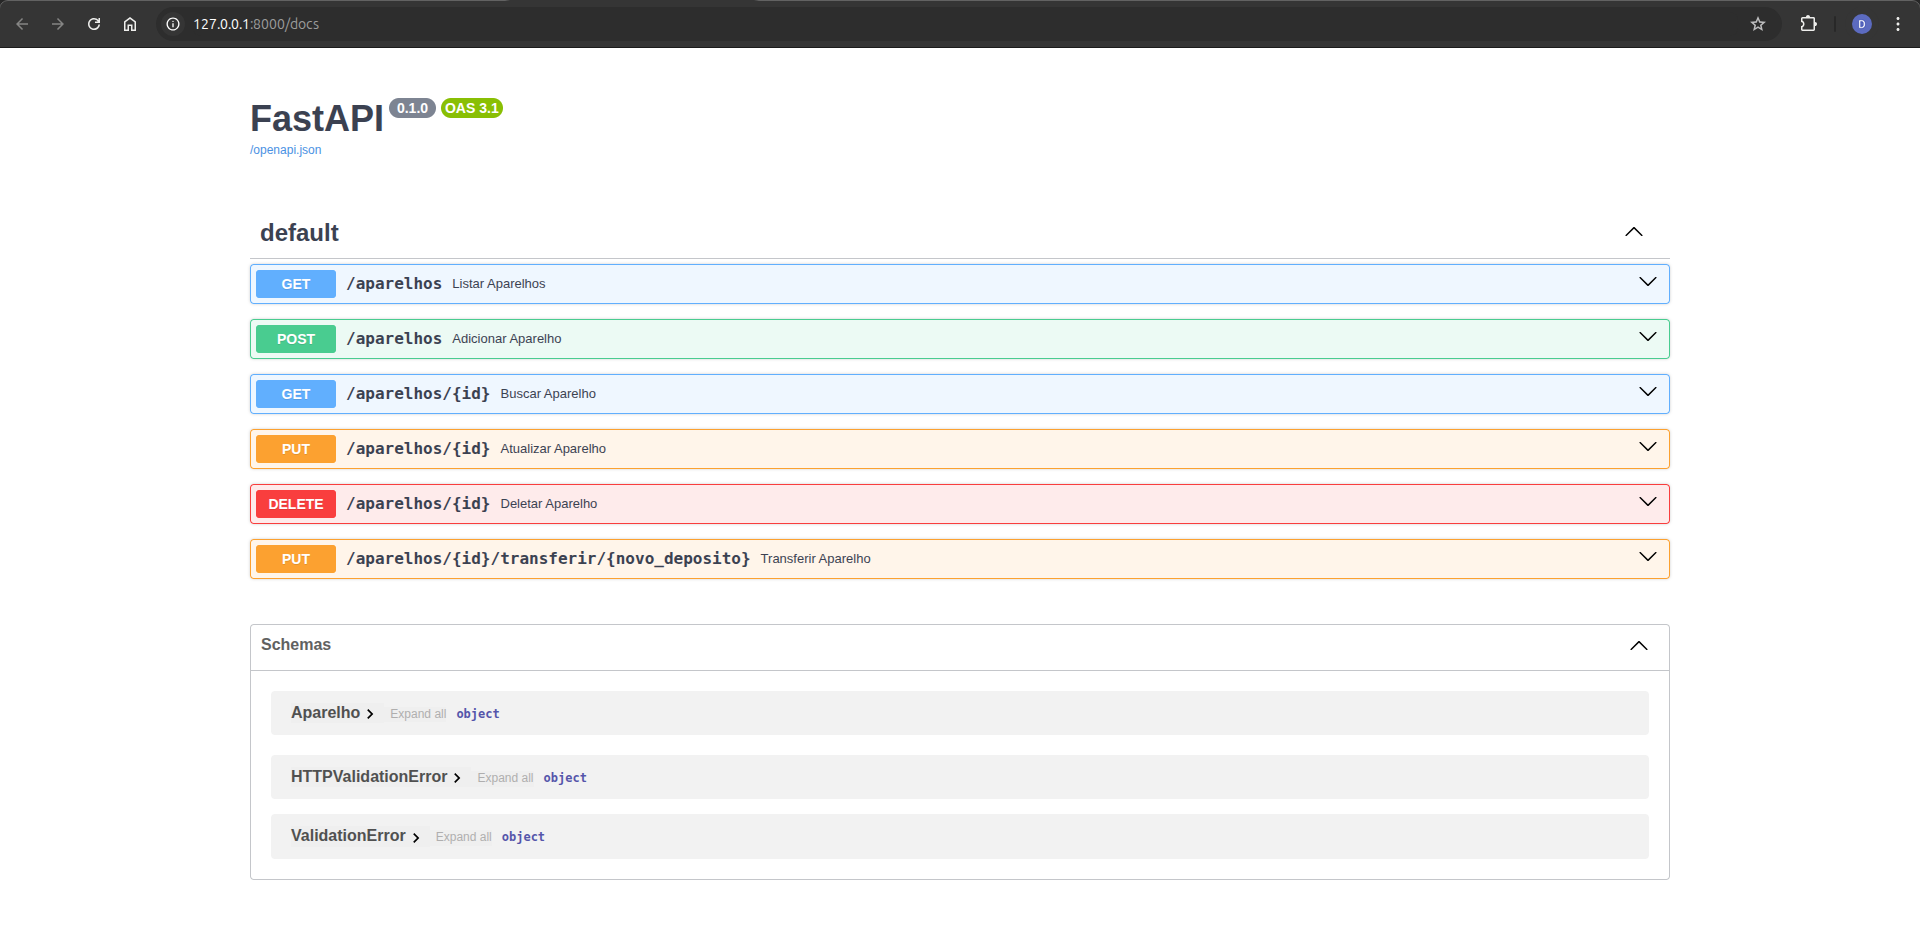 127.0.0.1:8000/docs
D
FastAPI 0.1.0 OAS 3.1
/openapi.json
default
GET /aparelhos Listar Aparelhos
POST /aparelhos Adicionar Aparelho
GET /aparelhos/{id} Buscar Aparelho
PUT /aparelhos/{id} Atualizar Aparelho
DELETE /aparelhos/{id} Deletar Aparelho
PUT /aparelhos/{id}/transferir/{novo_deposito} Transferir Aparelho
Schemas
Aparelho Expand all object
HTTPValidationError Expand all object
ValidationError Expand all object